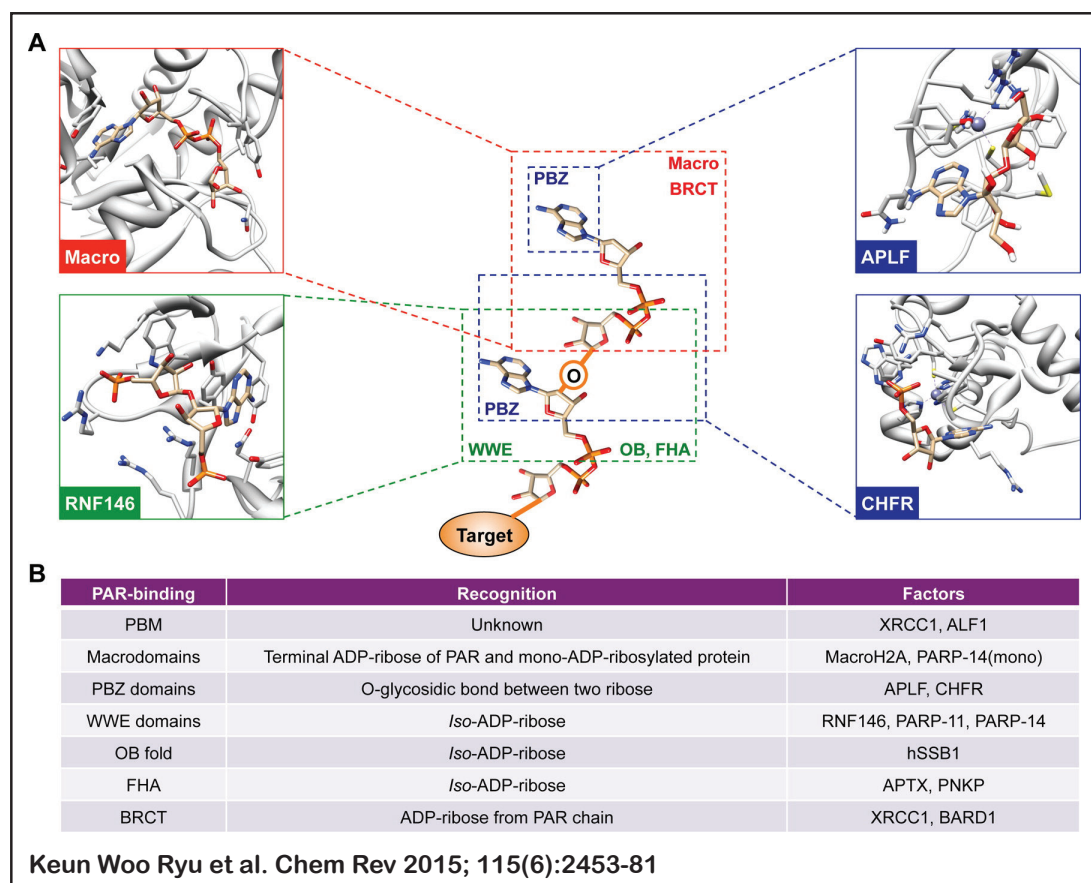 A
Macro
RNF146
PBZ
Macro
BRCT
O
PBZ
WWE
OB, FHA
Target
APLF
CHFR
B
PAR-binding Recognition Factors
PBM Unknown XRCC1, ALF1
Macrodomains Terminal ADP-ribose of PAR and mono-ADP-ribosylated protein MacroH2A, PARP-14(mono)
PBZ domains O-glycosidic bond between two ribose APLF, CHFR
WWE domains Iso-ADP-ribose RNF146, PARP-11, PARP-14
OB fold Iso-ADP-ribose hSSB1
FHA Iso-ADP-ribose APTX, PNKP
BRCT ADP-ribose from PAR chain XRCC1, BARD1
Keun Woo Ryu et al. Chem Rev 2015; 115(6):2453-81